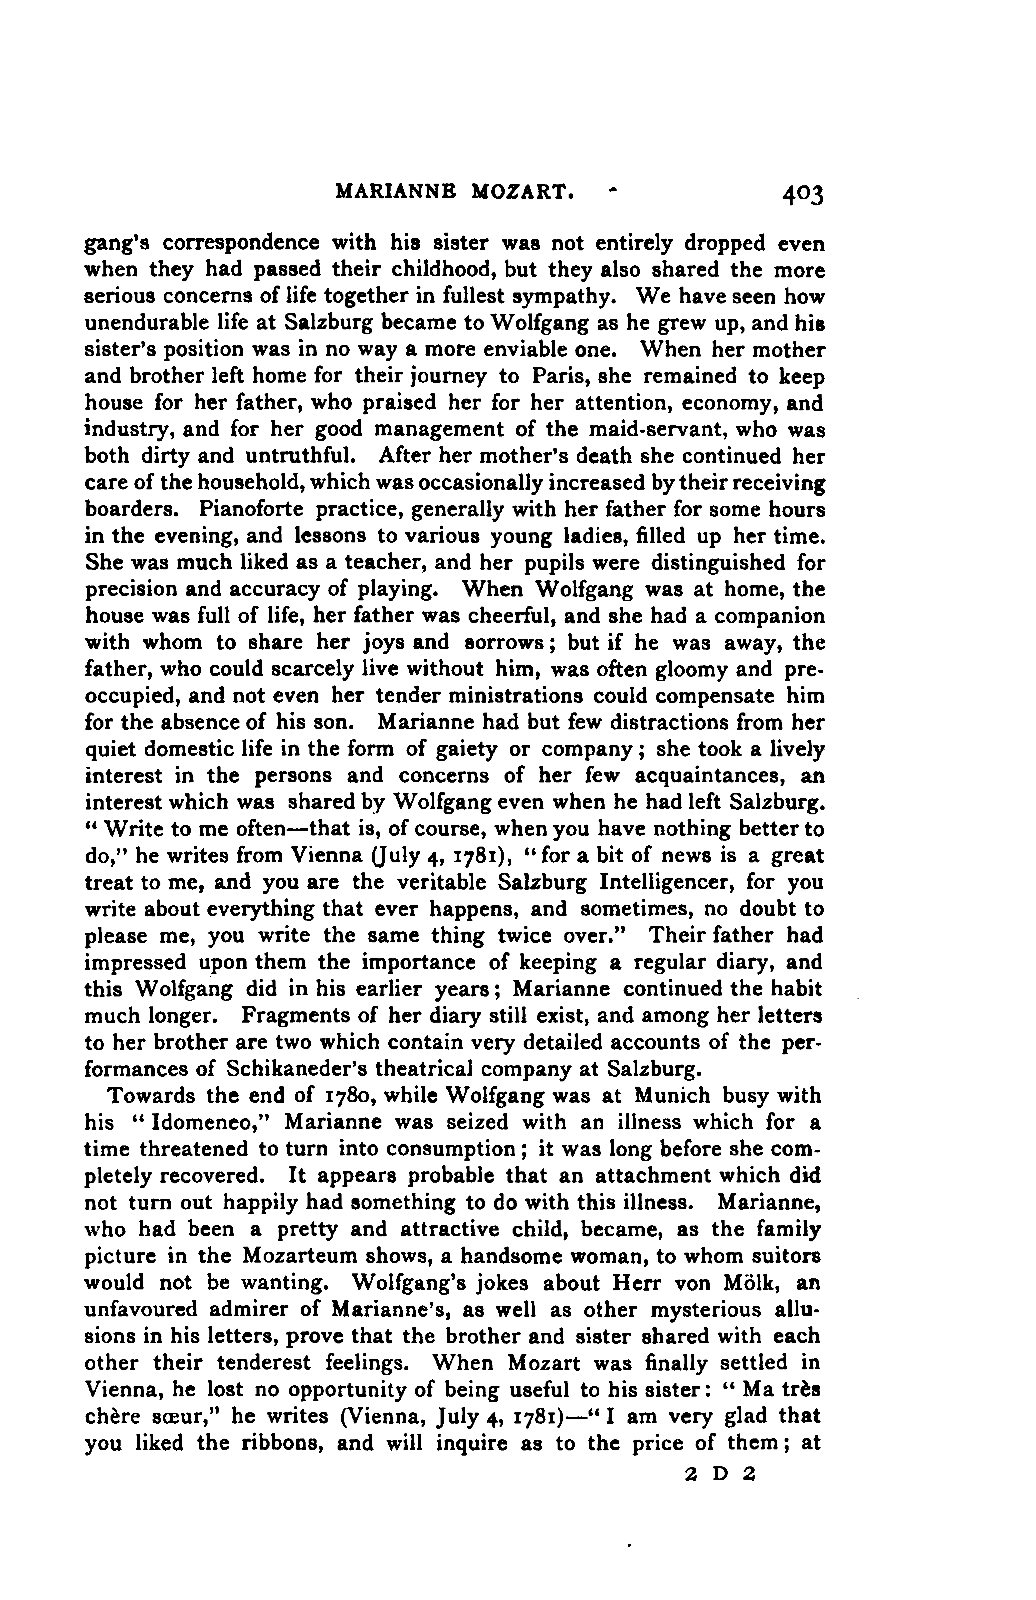 MARIANNE MOZART. 403
gang's correspondence with his sister was not entirely dropped even
when they had passed their childhood, but they also shared the more
serious concerns of life together in fullest sympathy. We have seen how
unendurable life at Salzburg became to Wolfgang as he grew up, and his
sister's position was in no way a more enviable one. When her mother
and brother left home for their journey to Paris, she remained to keep
house for her father, who praised her for her attention, economy, and
industry, and for her good management of the maid-servant, who was
both dirty and untruthful. After her mother's death she continued her
care of the household, which was occasionally increased by their receiving
boarders. Pianoforte practice, generally with her father for some hours
in the evening, and lessons to various young ladies, filled up her time.
She was much liked as a teacher, and her pupils were distinguished for
precision and accuracy of playing. When Wolfgang was at home, the
house was full of life, her father was cheerful, and she had a companion
with whom to share her joys and sorrows; but if he was away, the
father, who could scarcely live without him, was often gloomy and pre-
occupied, and not even her tender ministrations could compensate him
for the absence of his son. Marianne had but few distractions from her
quiet domestic life in the form of gaiety or company; she took a lively
interest in the persons and concerns of her few acquaintances, an
interest which was shared by Wolfgang even when he had left Salzburg.
"Write to me often—that is, of course, when you have nothing better to
do," he writes from Vienna (July 4, 1781), "for a bit of news is a great
treat to me, and you are the veritable Salzburg Intelligencer, for you
write about everything that ever happens, and sometimes, no doubt to
please me, you write the same thing twice over." Their father had
impressed upon them the importance of keeping a regular diary, and
this Wolfgang did in his earlier years; Marianne continued the habit
much longer. Fragments of her diary still exist, and among her letters
to her brother are two which contain very detailed accounts of the per-
formances of Schikaneder's theatrical company at Salzburg.
Towards the end of 1780, while Wolfgang was at Munich busy with
his "Idomeneo," Marianne was seized with an illness which for a
time threatened to turn into consumption; it was long before she com-
pletely recovered. It appears probable that an attachment which did
not turn out happily had something to do with this illness. Marianne,
who had been a pretty and attractive child, became, as the family
picture in the Mozarteum shows, a handsome woman, to whom suitors
would not be wanting. Wolfgang's jokes about Herr von Mölk, an
unfavoured admirer of Marianne's, as well as other mysterious allu-
sions in his letters, prove that the brother and sister shared with each
other their tenderest feelings. When Mozart was finally settled in
Vienna, he lost no opportunity of being useful to his sister: "Ma très
chère sœur," he writes (Vienna, July 4, 1781)—"I am very glad that
you liked the ribbons, and will inquire as to the price of them; at
2 D 2